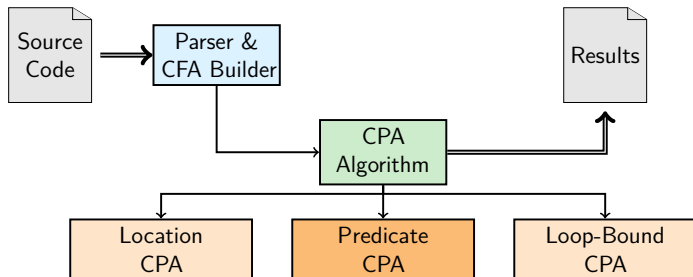 Source
Code
Parser &
CFA Builder
Results
CPA
Algorithm
Location
CPA
Predicate
CPA
Loop-Bound
CPA